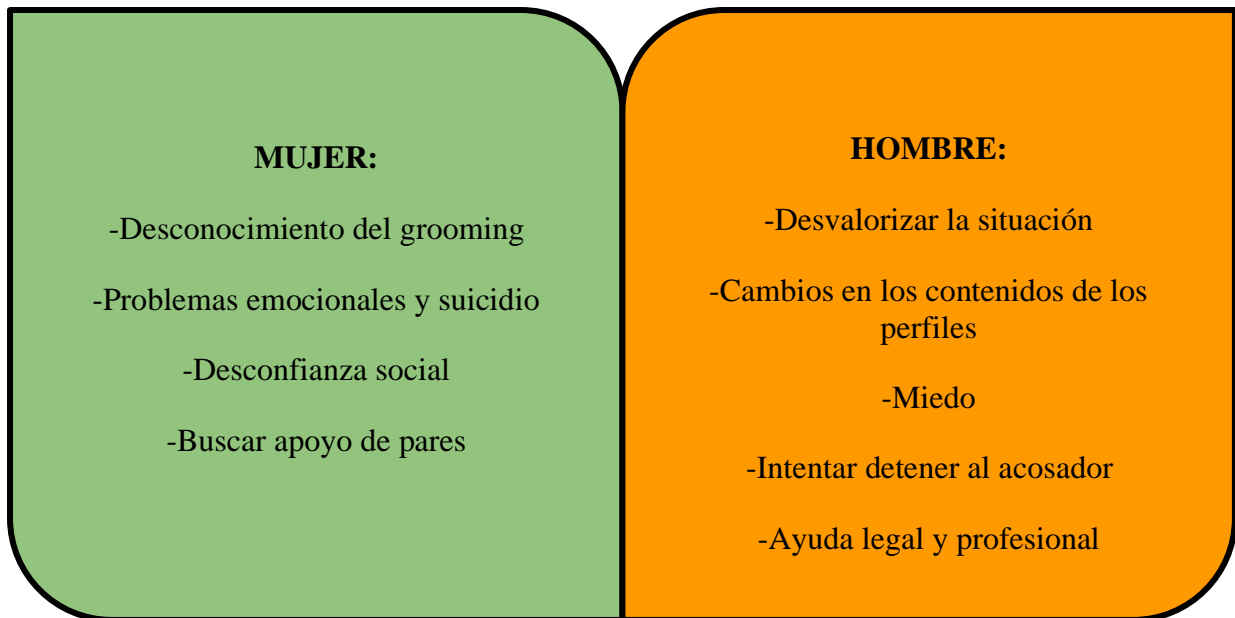 MUJER:
-Desconocimiento del grooming
-Problemas emocionales y suicidio
-Desconfianza social
-Buscar apoyo de pares
HOMBRE:
-Desvalorizar la situación
-Cambios en los contenidos de los
perfiles
-Miedo
-Intentar detener al acosador
-Ayuda legal y profesional